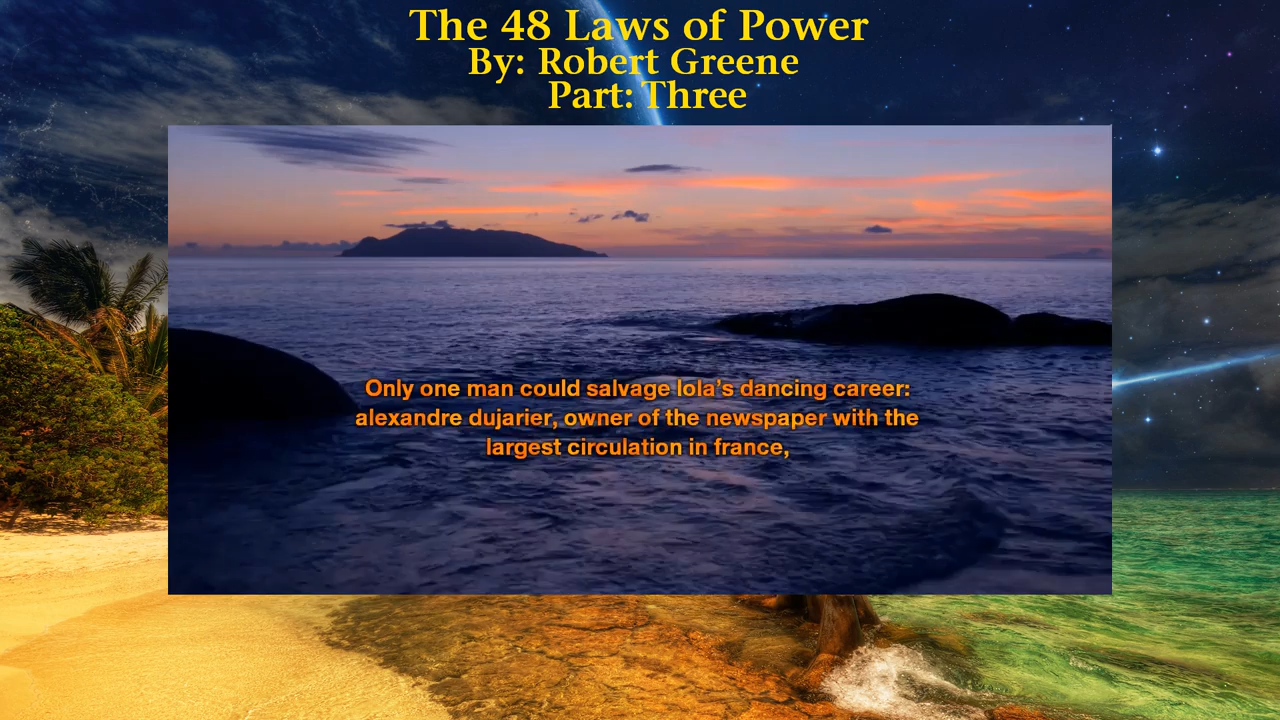 The 48 Laws of Power
By: Robert Greene
Part: Three
Only one man could salvage lola's dancing career:
alexandre dujarier, owner of the newspaper with the
largest circulation in france,